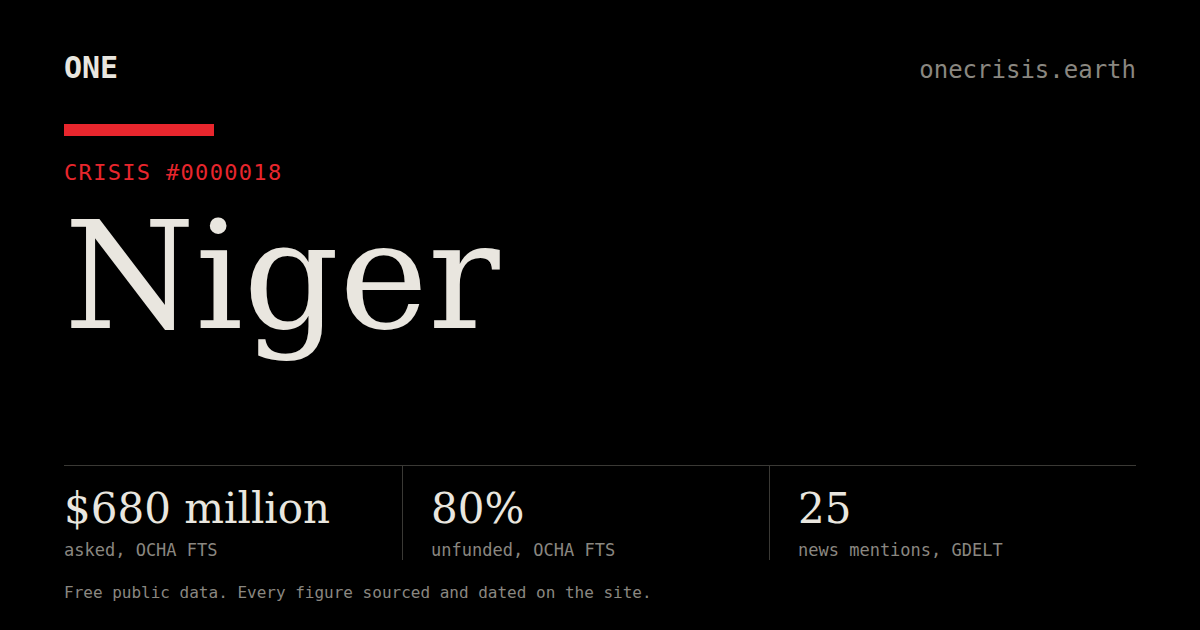 ONE
onecrisis.earth
CRISIS #0000018
Niger
$680 million
asked, OCHA FTS
80%
unfunded, OCHA FTS
25
news mentions, GDELT
Free public data. Every figure sourced and dated on the site.